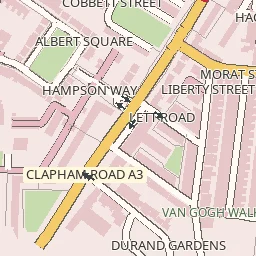 COBBETT STREET
ALBERT SQUARE
MORAT S
HAMPSON WAY
LIBERTY STREET
LETT ROAD
CLAPHAM ROAD A3
VAN GOGH WALK
DURAND GARDENS